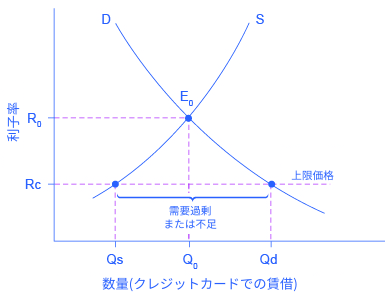 D
S
E₀
R₀
利子率
Rc
上限価格
需要過剰
または不足
Qs
Q₀
Qd
数量(クレジットカードでの賃借)